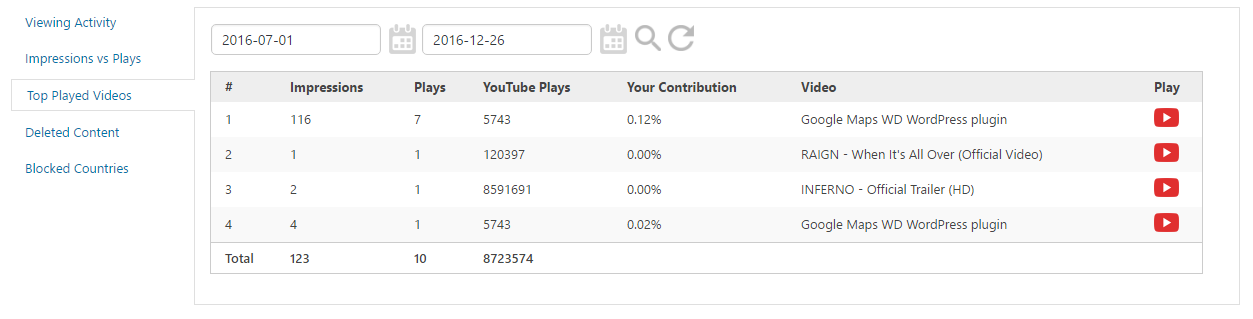 Viewing Activity
Impressions vs Plays
Top Played Videos
Deleted Content
Blocked Countries
2016-07-01 2016-12-26
# Impressions Plays YouTube Plays Your Contribution Video Play
1 116 7 5743 0.12% Google Maps WD WordPress plugin
2 1 1 120397 0.00% RAIGN - When It's All Over (Official Video)
3 2 1 8591691 0.00% INFERNO - Official Trailer (HD)
4 4 1 5743 0.02% Google Maps WD WordPress plugin
Total 123 10 8723574